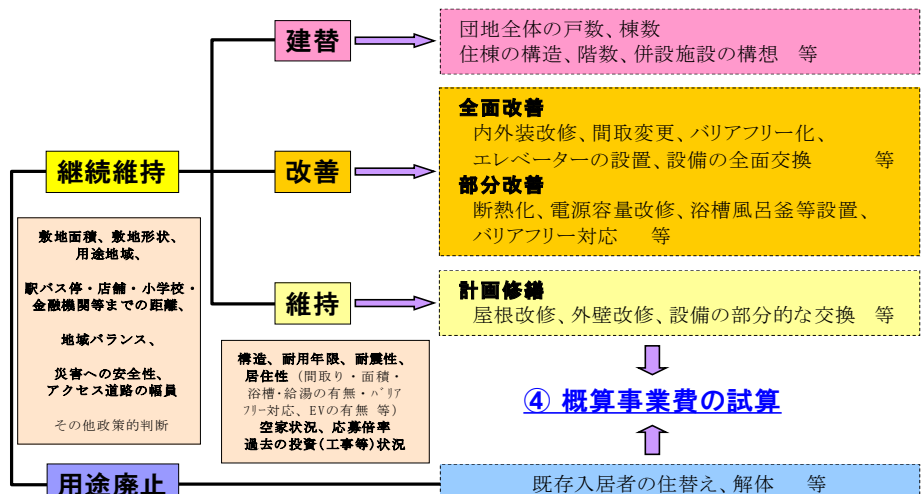 建替
団地全体の戸数、棟数
住棟の構造、階数、併設施設の構想　等
継続維持
改善
全面改善
内外装改修、間取変更、バリアフリー化、
エレベーターの設置、設備の全面交換　等
部分改善
断熱化、電源容量改修、浴槽風呂釜等設置、
バリアフリー対応　等
敷地面積、敷地形状、
用途地域、
駅バス停・店舗・小学校・
金融機関等までの距離、
地域バランス、
災害への安全性、
アクセス道路の幅員
その他政策的判断
維持
計画修繕
屋根改修、外壁改修、設備の部分的な交換　等
構造、耐用年限、耐震性、
居住性（間取り・面積・
浴槽・給湯の有無・ﾊﾞﾘｱ
ﾌﾘｰ対応、EVの有無 等）
空家状況、応募倍率
過去の投資（工事等）状況
④ 概算事業費の試算
用途廃止
既存入居者の住替え、解体　等